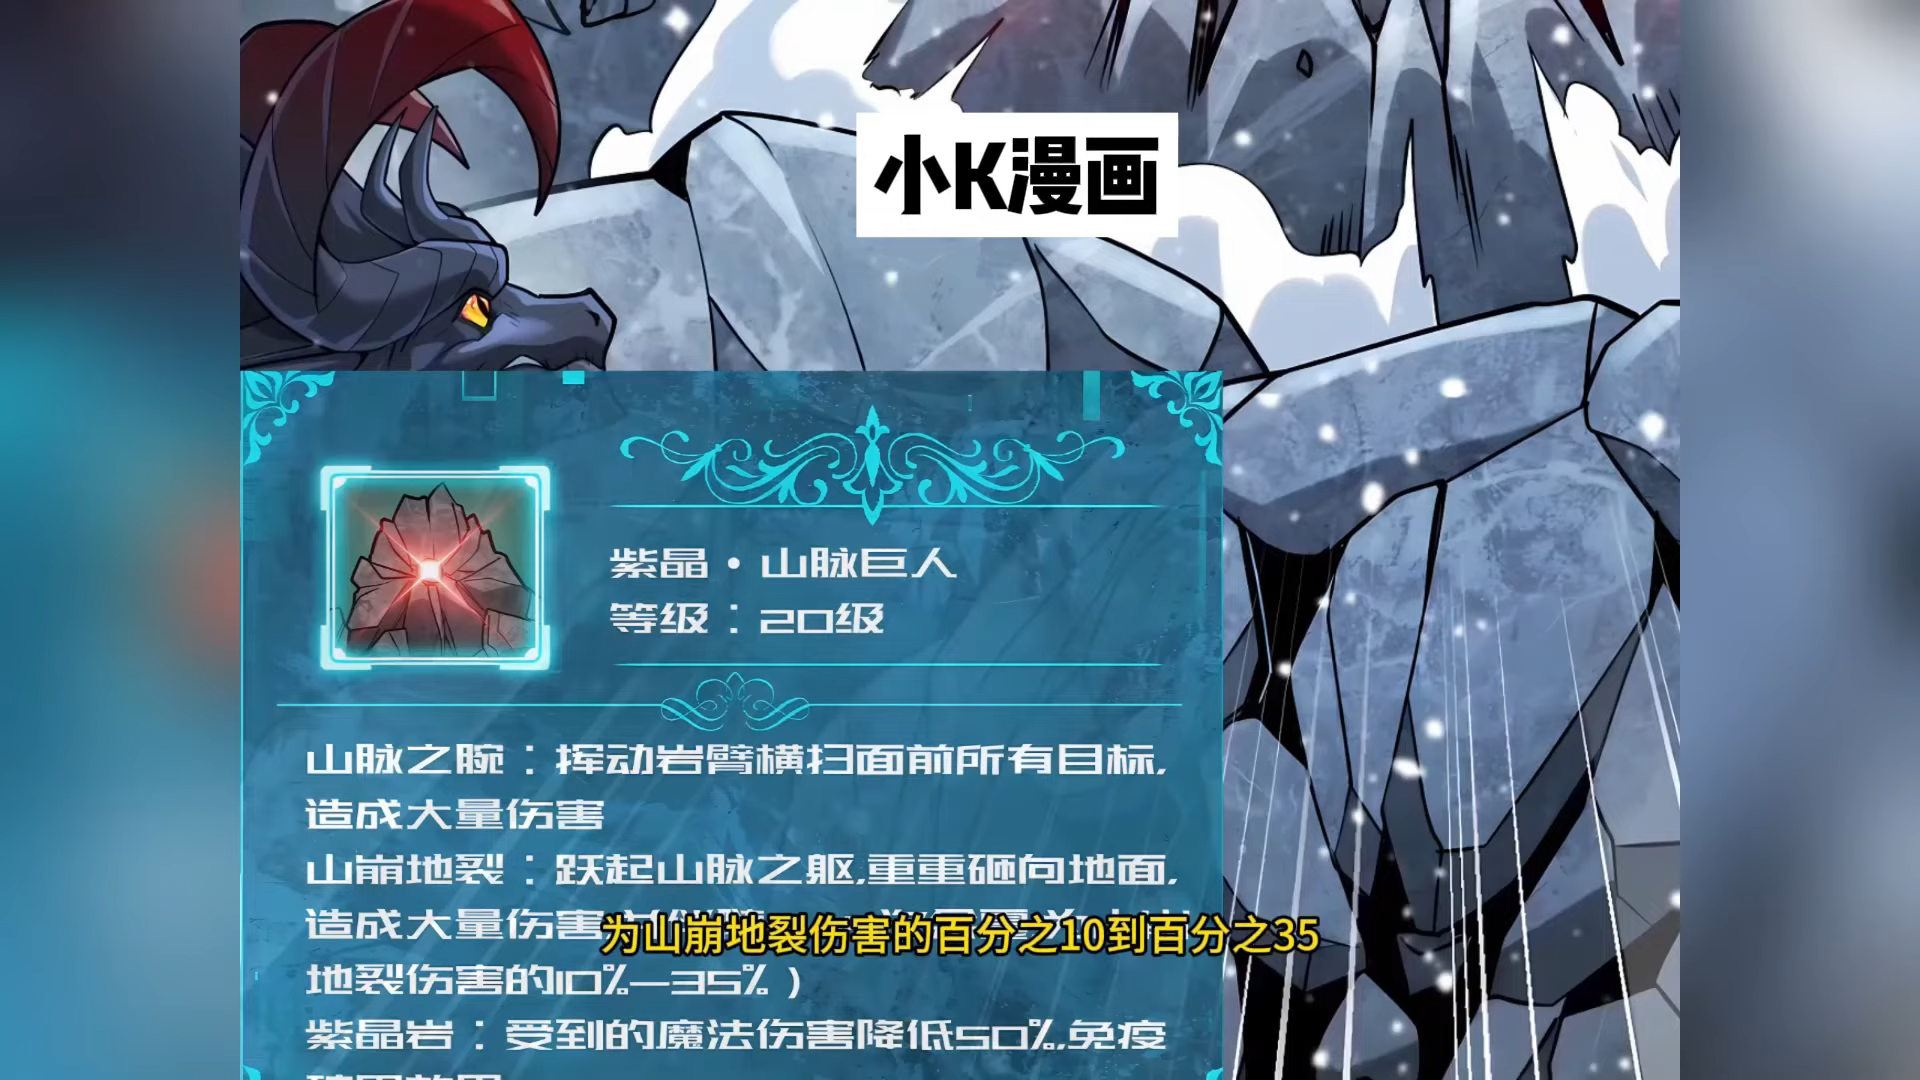 小K漫画
紫晶·山脉巨人
等级：20级
山脉之腕：挥动岩臂横扫面前所有目标,
造成大量伤害
山崩地裂：跃起山脉之躯,重重砸向地面,
造成大量伤害
为山崩地裂伤害的百分之10到百分之35
地裂伤害的10%—35%）
紫晶岩：受到的魔法伤害降低50%,免疫